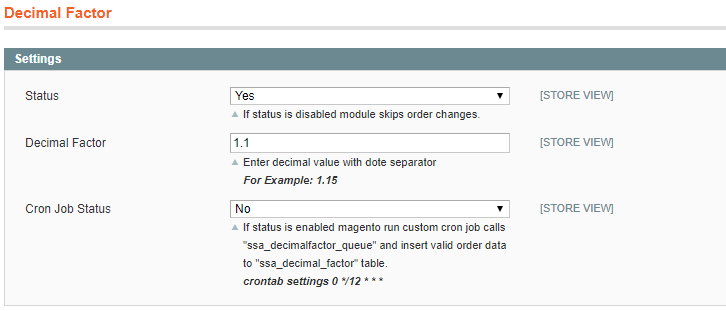 Decimal Factor
Settings
Status Yes [STORE VIEW]
If status is disabled module skips order changes.
Decimal Factor 1.1 [STORE VIEW]
Enter decimal value with dote separator
For Example: 1.15
Cron Job Status No [STORE VIEW]
If status is enabled magento run custom cron job calls
"ssa_decimalfactor_queue" and insert valid order data
to "ssa_decimal_factor" table.
crontab settings 0 */12 * * *